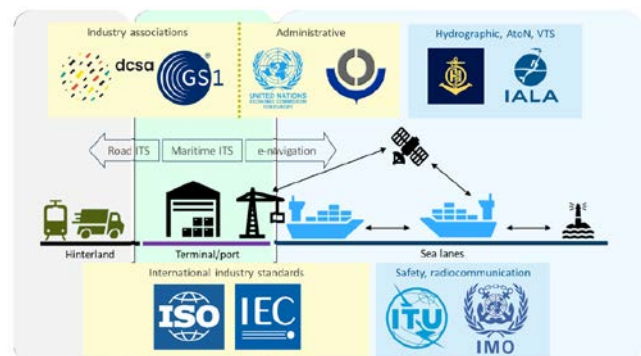 Industry associations
Administrative
Hydrographic, AtoN, VTS
dcsa
GS1
UNITED NATIONS
IALA
Road ITS
Maritime ITS
e-navigation
Hinterland
Terminal/port
Sea lanes
International industry standards
Safety, radiocommunication
ISO
IEC
ITU
IMO